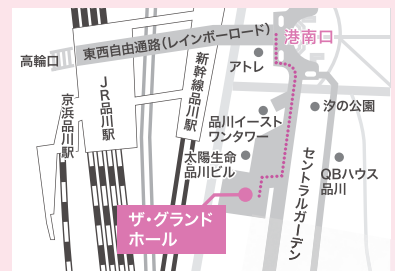 東西自由通路(レインボーロード)
港南口
高輪口
アトレ
新幹線品川駅
JR品川駅
京浜品川駅
汐の公園
品川イースト
ワンタワー
太陽生命
品川ビル
セントラルガーデン
QBハウス
品川
ザ・グランド
ホール